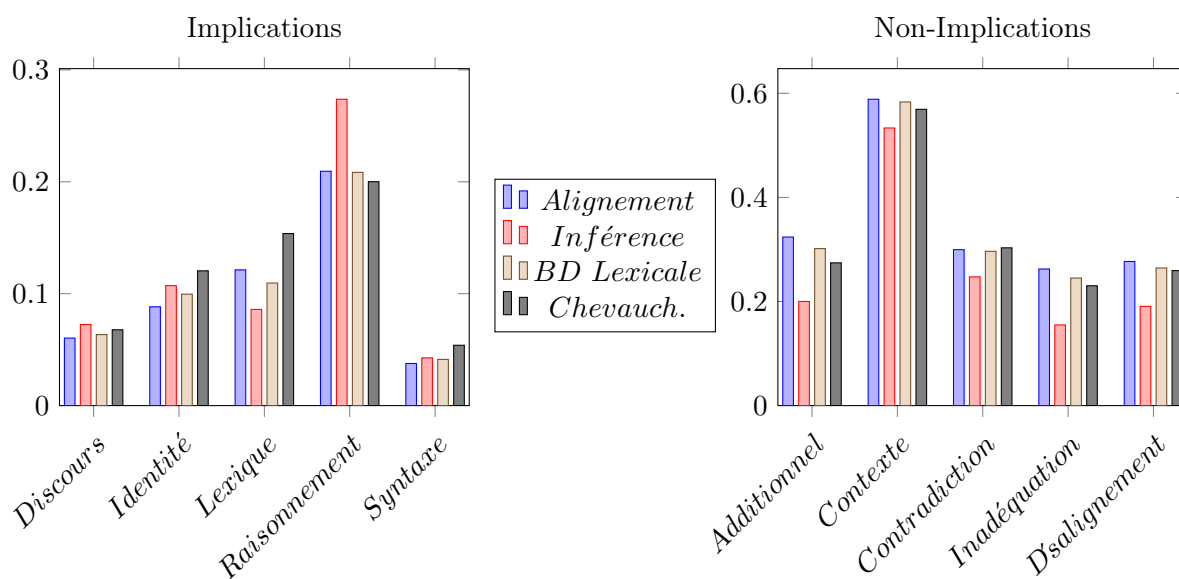 Implications
0.3
0.2
0.1
0
Discours
Identité
Lexique
Raisonnement
Syntaxe
Alignement
Inférence
BD Lexicale
Chevauch.
Non-Implications
0.6
0.4
0.2
0
Additionnel
Contexte
Contradiction
Inadéquation
D'salignement